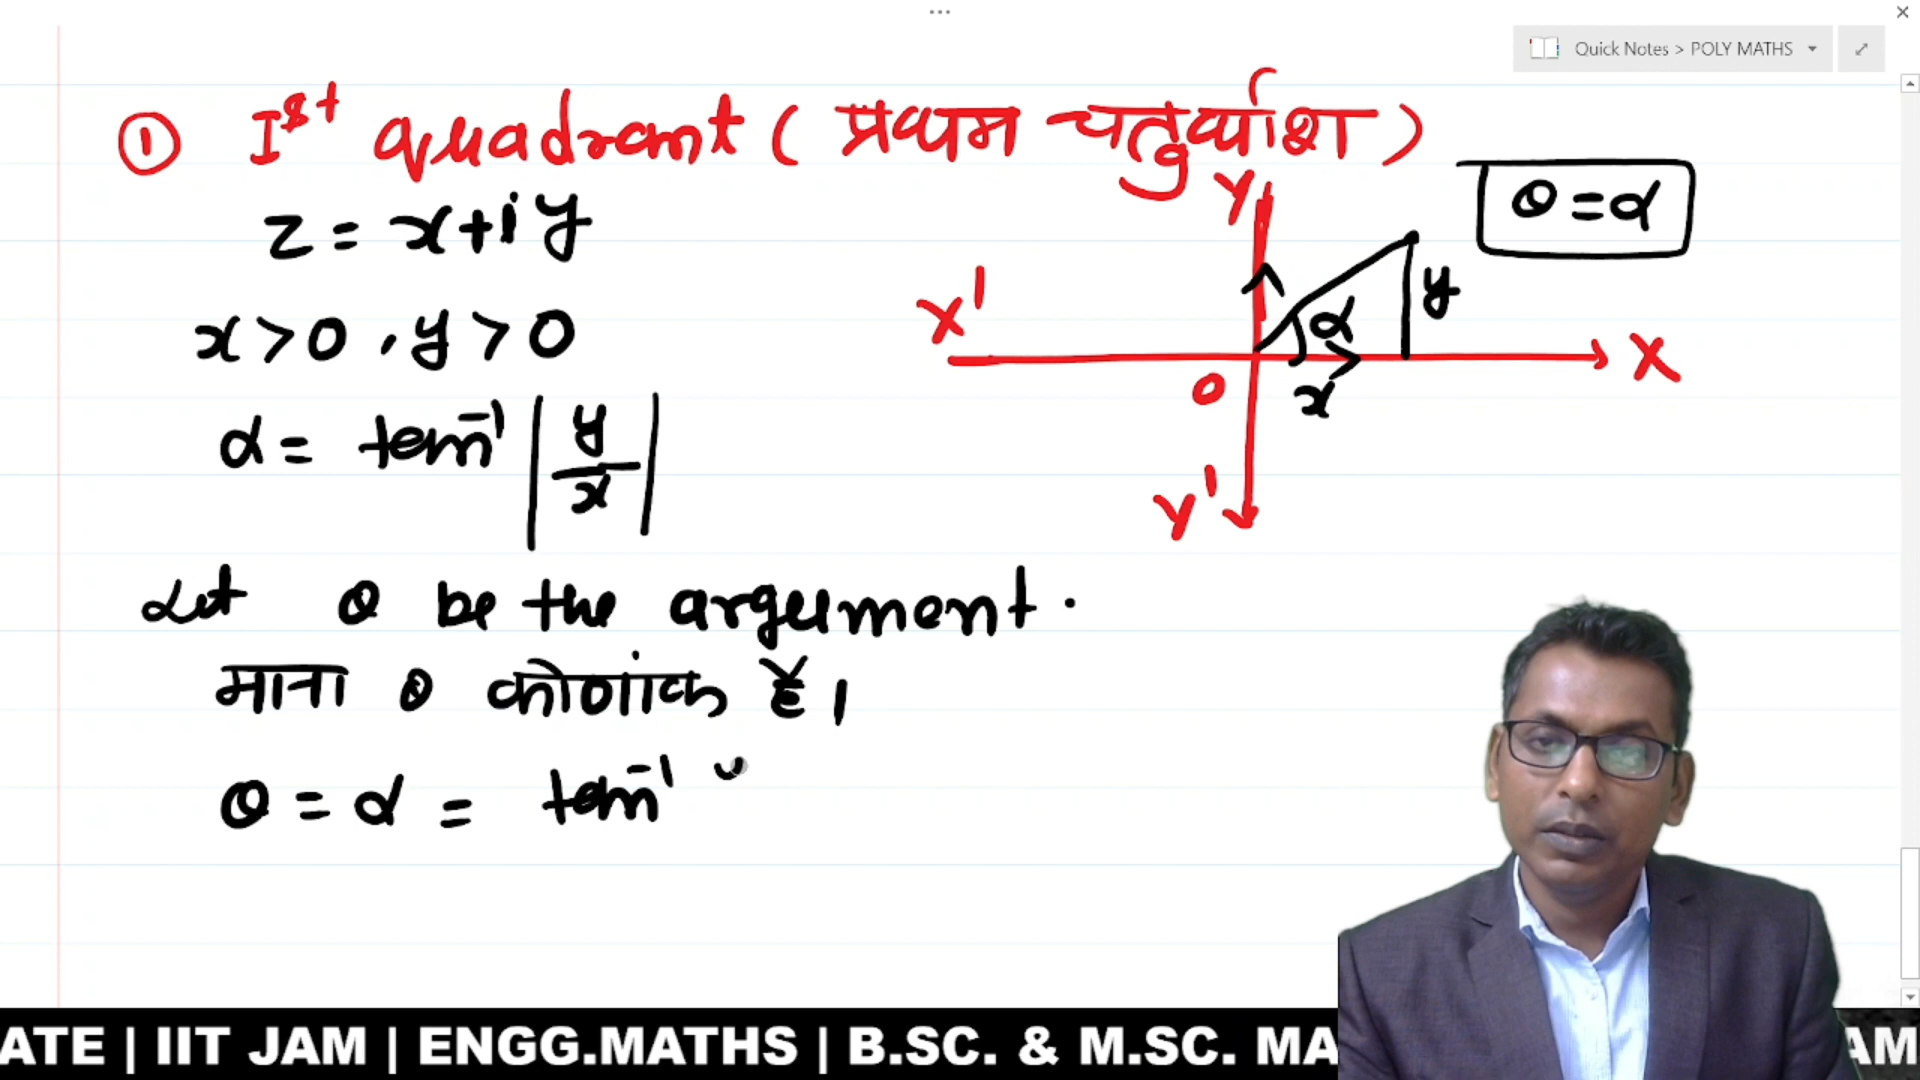 Quick Notes > POLY MATHS
① Ist quadrant ( प्रथम चतुर्थांश )
z = x+iy
x>0 , y>0
α = tan⁻¹ |y/x|
Let θ be the argument.
माना θ कोणांक है।
θ = α = tan⁻¹ y
Y
θ = α
y
X'
α
X
O
x
Y'
ATE | IIT JAM | ENGG.MATHS | B.SC. & M.SC. MA
AM